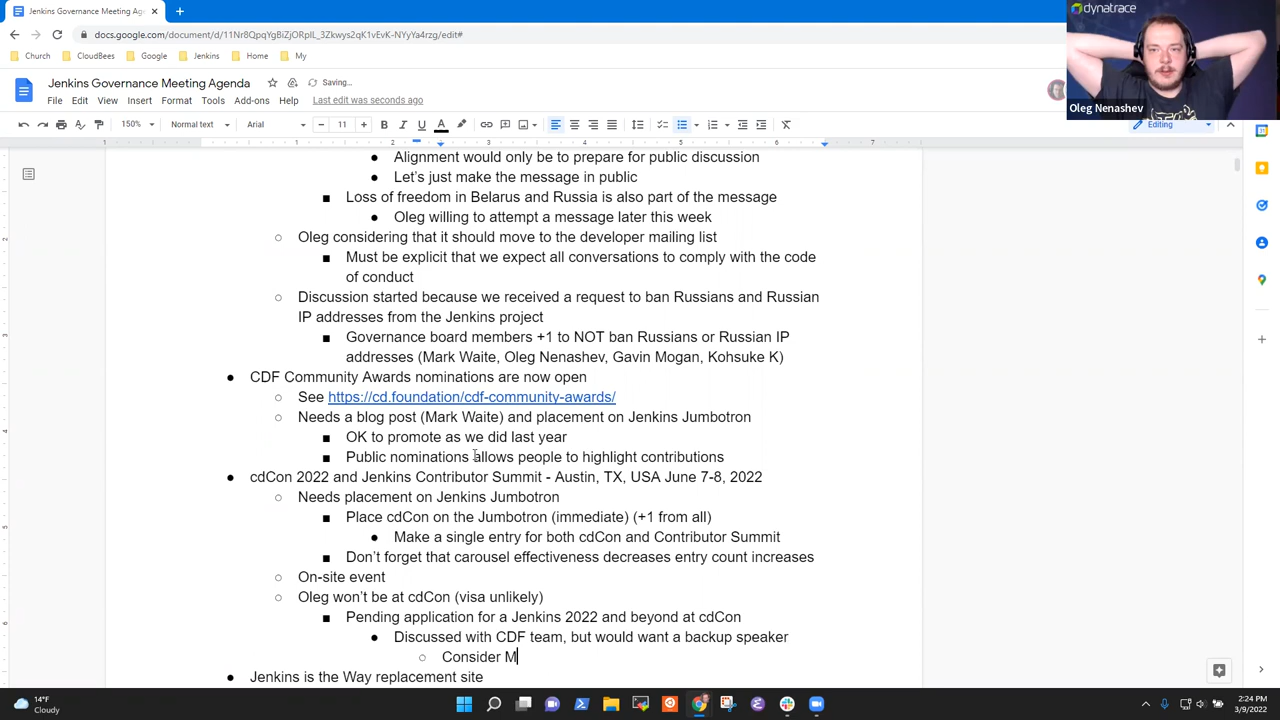 Jenkins Governance Meeting Ag
docs.google.com/document/d/11Nr8QpqYgBiZjORpIL_3Zkwys2qK1vEvK-NYyYa4rzg/edit#
Church CloudBees Google Jenkins Home My
dynatrace
Oleg Nenashev
Jenkins Governance Meeting Agenda Saving...
File Edit View Insert Format Tools Add-ons Help Last edit was seconds ago
150% Normal text Arial 11 Editing
1 1 2 3 4 5 6 7
Alignment would only be to prepare for public discussion
Let's just make the message in public
Loss of freedom in Belarus and Russia is also part of the message
Oleg willing to attempt a message later this week
Oleg considering that it should move to the developer mailing list
Must be explicit that we expect all conversations to comply with the code
of conduct
Discussion started because we received a request to ban Russians and Russian
IP addresses from the Jenkins project
Governance board members +1 to NOT ban Russians or Russian IP
addresses (Mark Waite, Oleg Nenashev, Gavin Mogan, Kohsuke K)
CDF Community Awards nominations are now open
See https://cd.foundation/cdf-community-awards/
Needs a blog post (Mark Waite) and placement on Jenkins Jumbotron
OK to promote as we did last year
Public nominations allows people to highlight contributions
cdCon 2022 and Jenkins Contributor Summit - Austin, TX, USA June 7-8, 2022
Needs placement on Jenkins Jumbotron
Place cdCon on the Jumbotron (immediate) (+1 from all)
Make a single entry for both cdCon and Contributor Summit
Don't forget that carousel effectiveness decreases entry count increases
On-site event
Oleg won't be at cdCon (visa unlikely)
Pending application for a Jenkins 2022 and beyond at cdCon
Discussed with CDF team, but would want a backup speaker
Consider M
Jenkins is the Way replacement site
14°F
Cloudy
2:24 PM
3/9/2022